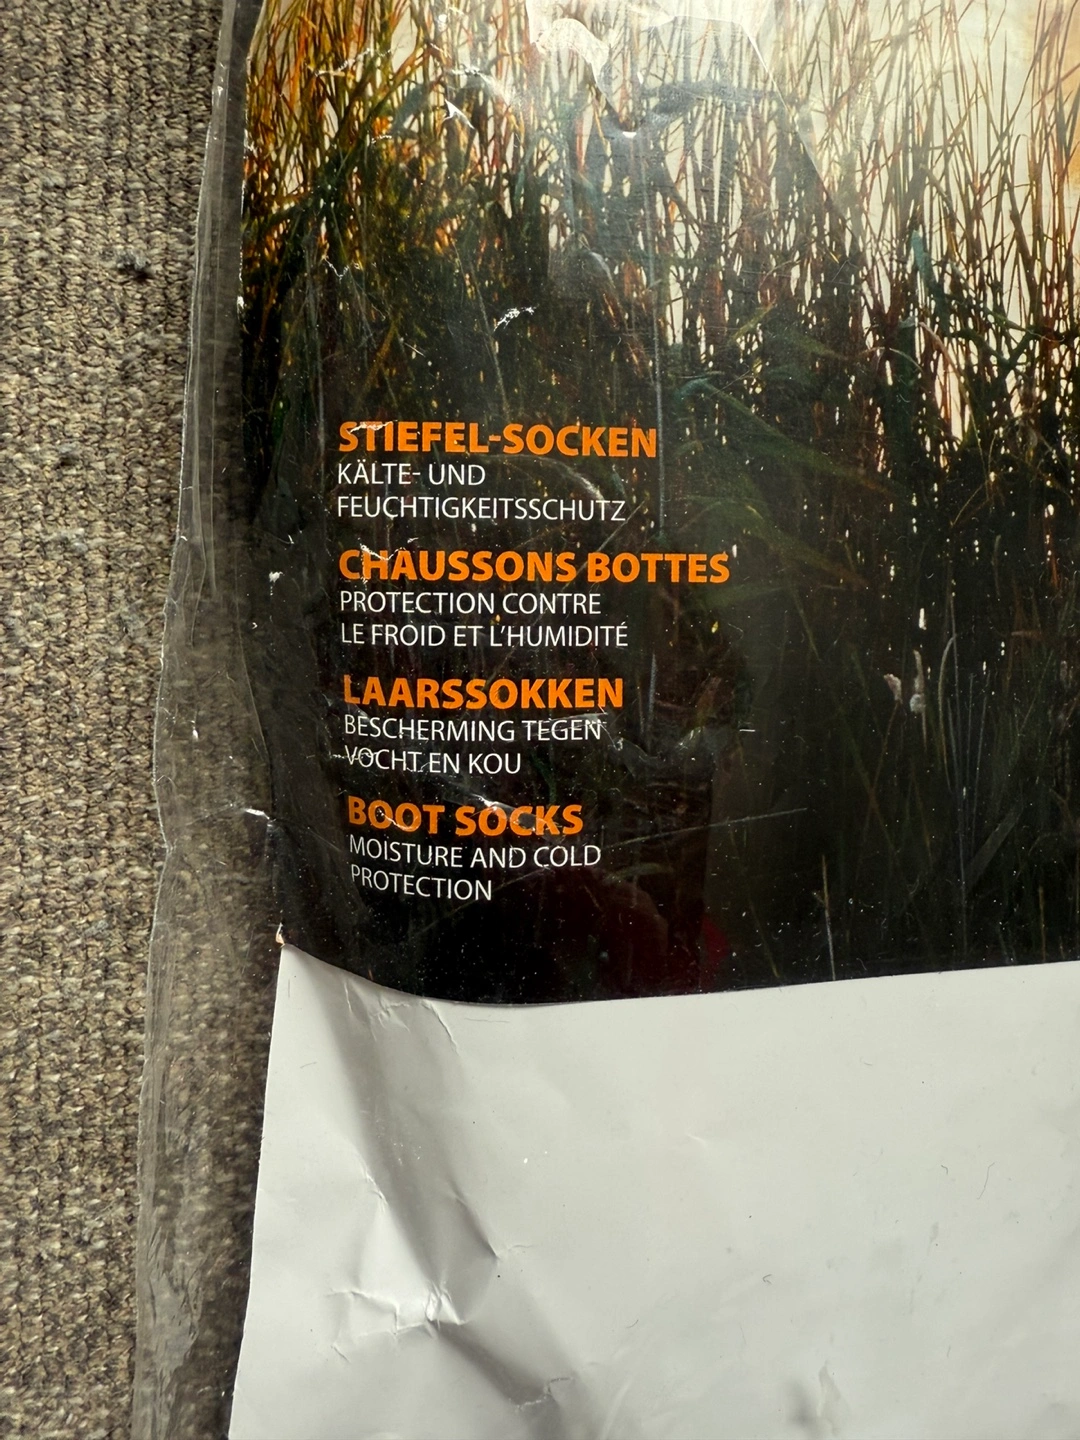 STIEFEL-SOCKEN
KÄLTE- UND
FEUCHTIGKEITSSCHUTZ
CHAUSSONS BOTTES
PROTECTION CONTRE
LE FROID ET L'HUMIDITÉ
LAARSSOKKEN
BESCHERMING TEGEN
VOCHT EN KOU
BOOT SOCKS
MOISTURE AND COLD
PROTECTION